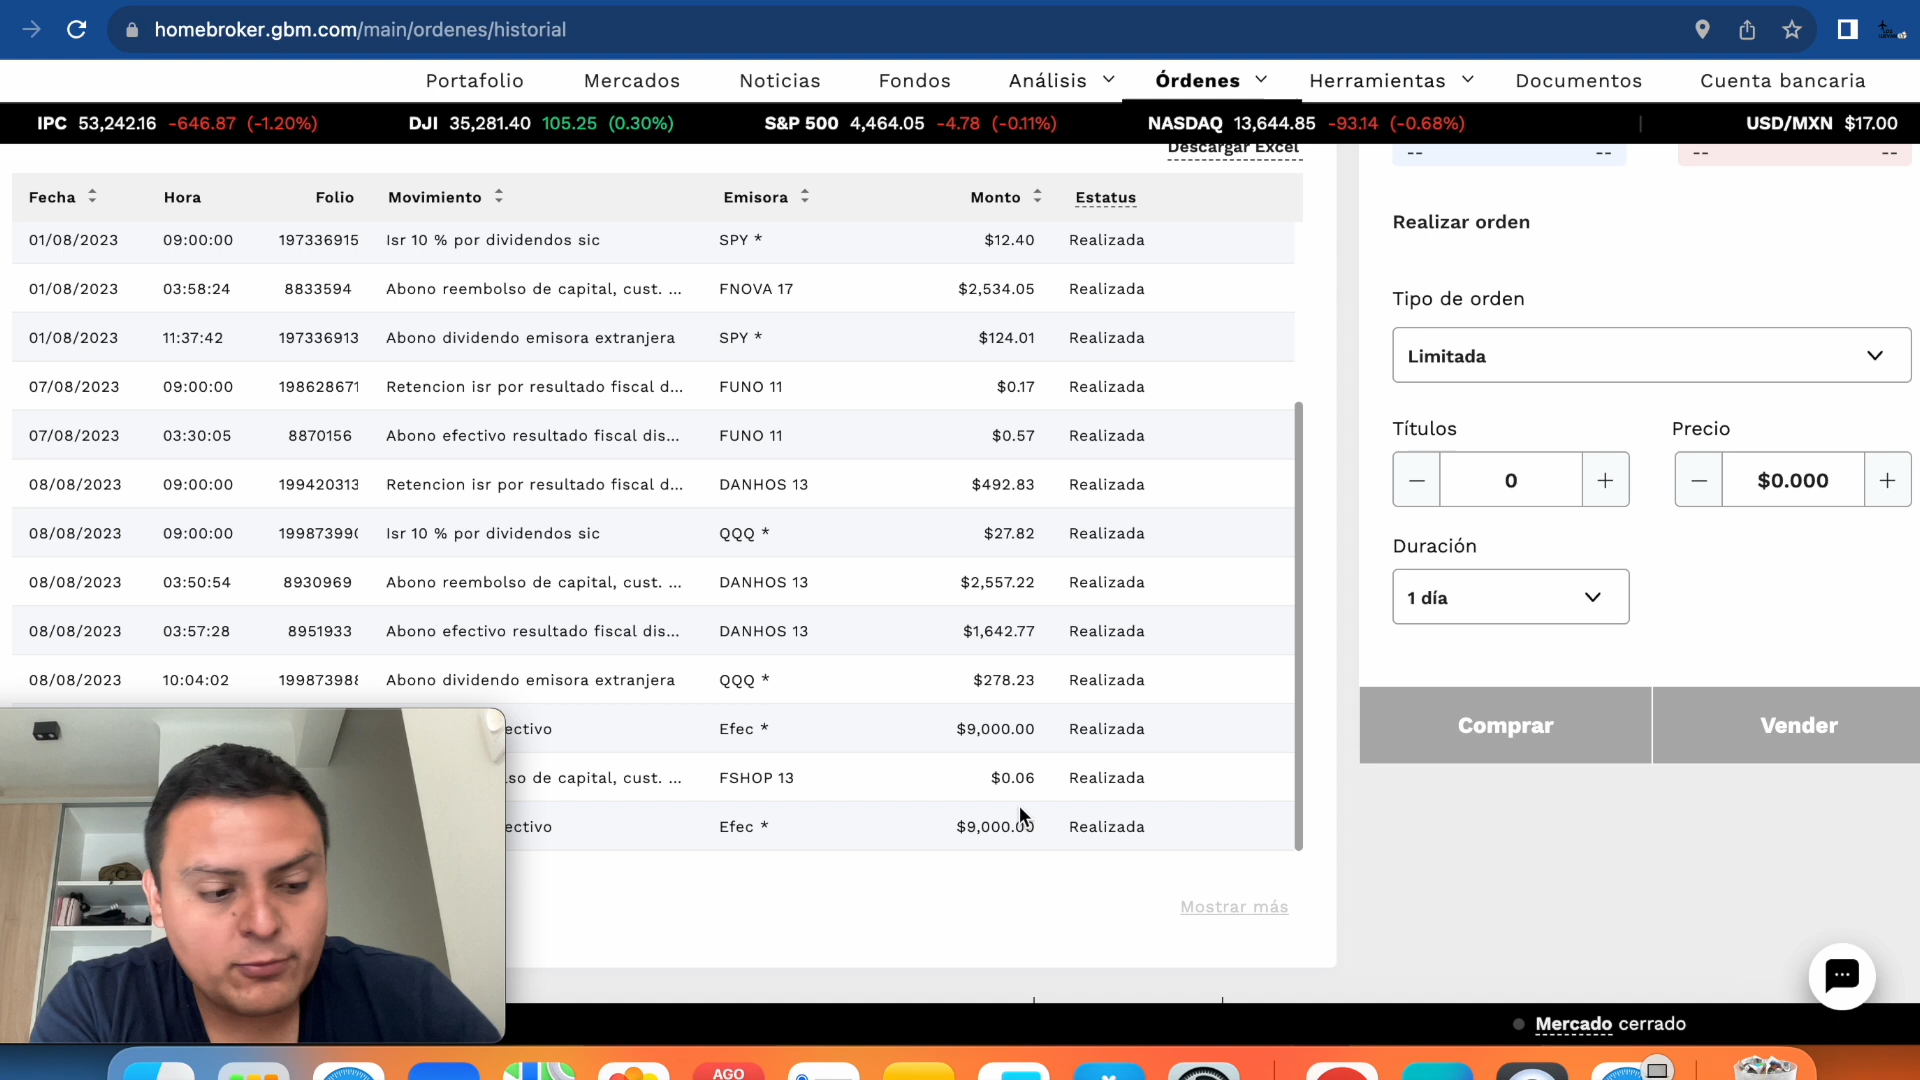 homebroker.gbm.com/main/ordenes/historial
Portafolio Mercados Noticias Fondos Análisis Órdenes Herramientas Documentos Cuenta bancaria
IPC 53,242.16 -646.87 (-1.20%) DJI 35,281.40 105.25 (0.30%) S&P 500 4,464.05 -4.78 (-0.11%) NASDAQ 13,644.85 -93.14 (-0.68%) USD/MXN $17.00
Descargar Excel
-- -- -- --
Fecha Hora Folio Movimiento Emisora Monto Estatus
01/08/2023 09:00:00 197336915 Isr 10 % por dividendos sic SPY * $12.40 Realizada
01/08/2023 03:58:24 8833594 Abono reembolso de capital, cust. ... FNOVA 17 $2,534.05 Realizada
01/08/2023 11:37:42 197336913 Abono dividendo emisora extranjera SPY * $124.01 Realizada
07/08/2023 09:00:00 198628671 Retencion isr por resultado fiscal d... FUNO 11 $0.17 Realizada
07/08/2023 03:30:05 8870156 Abono efectivo resultado fiscal dis... FUNO 11 $0.57 Realizada
08/08/2023 09:00:00 199420313 Retencion isr por resultado fiscal d... DANHOS 13 $492.83 Realizada
08/08/2023 09:00:00 19987399 Isr 10 % por dividendos sic QQQ * $27.82 Realizada
08/08/2023 03:50:54 8930969 Abono reembolso de capital, cust. ... DANHOS 13 $2,557.22 Realizada
08/08/2023 03:57:28 8951933 Abono efectivo resultado fiscal dis... DANHOS 13 $1,642.77 Realizada
08/08/2023 10:04:02 19987398 Abono dividendo emisora extranjera QQQ * $278.23 Realizada
ectivo Efec * $9,000.00 Realizada
so de capital, cust. ... FSHOP 13 $0.06 Realizada
ectivo Efec * $9,000.00 Realizada
Mostrar más
Realizar orden
Tipo de orden
Limitada
Títulos Precio
− 0 + − $0.000 +
Duración
1 día
Comprar Vender
Mercado cerrado
AGO